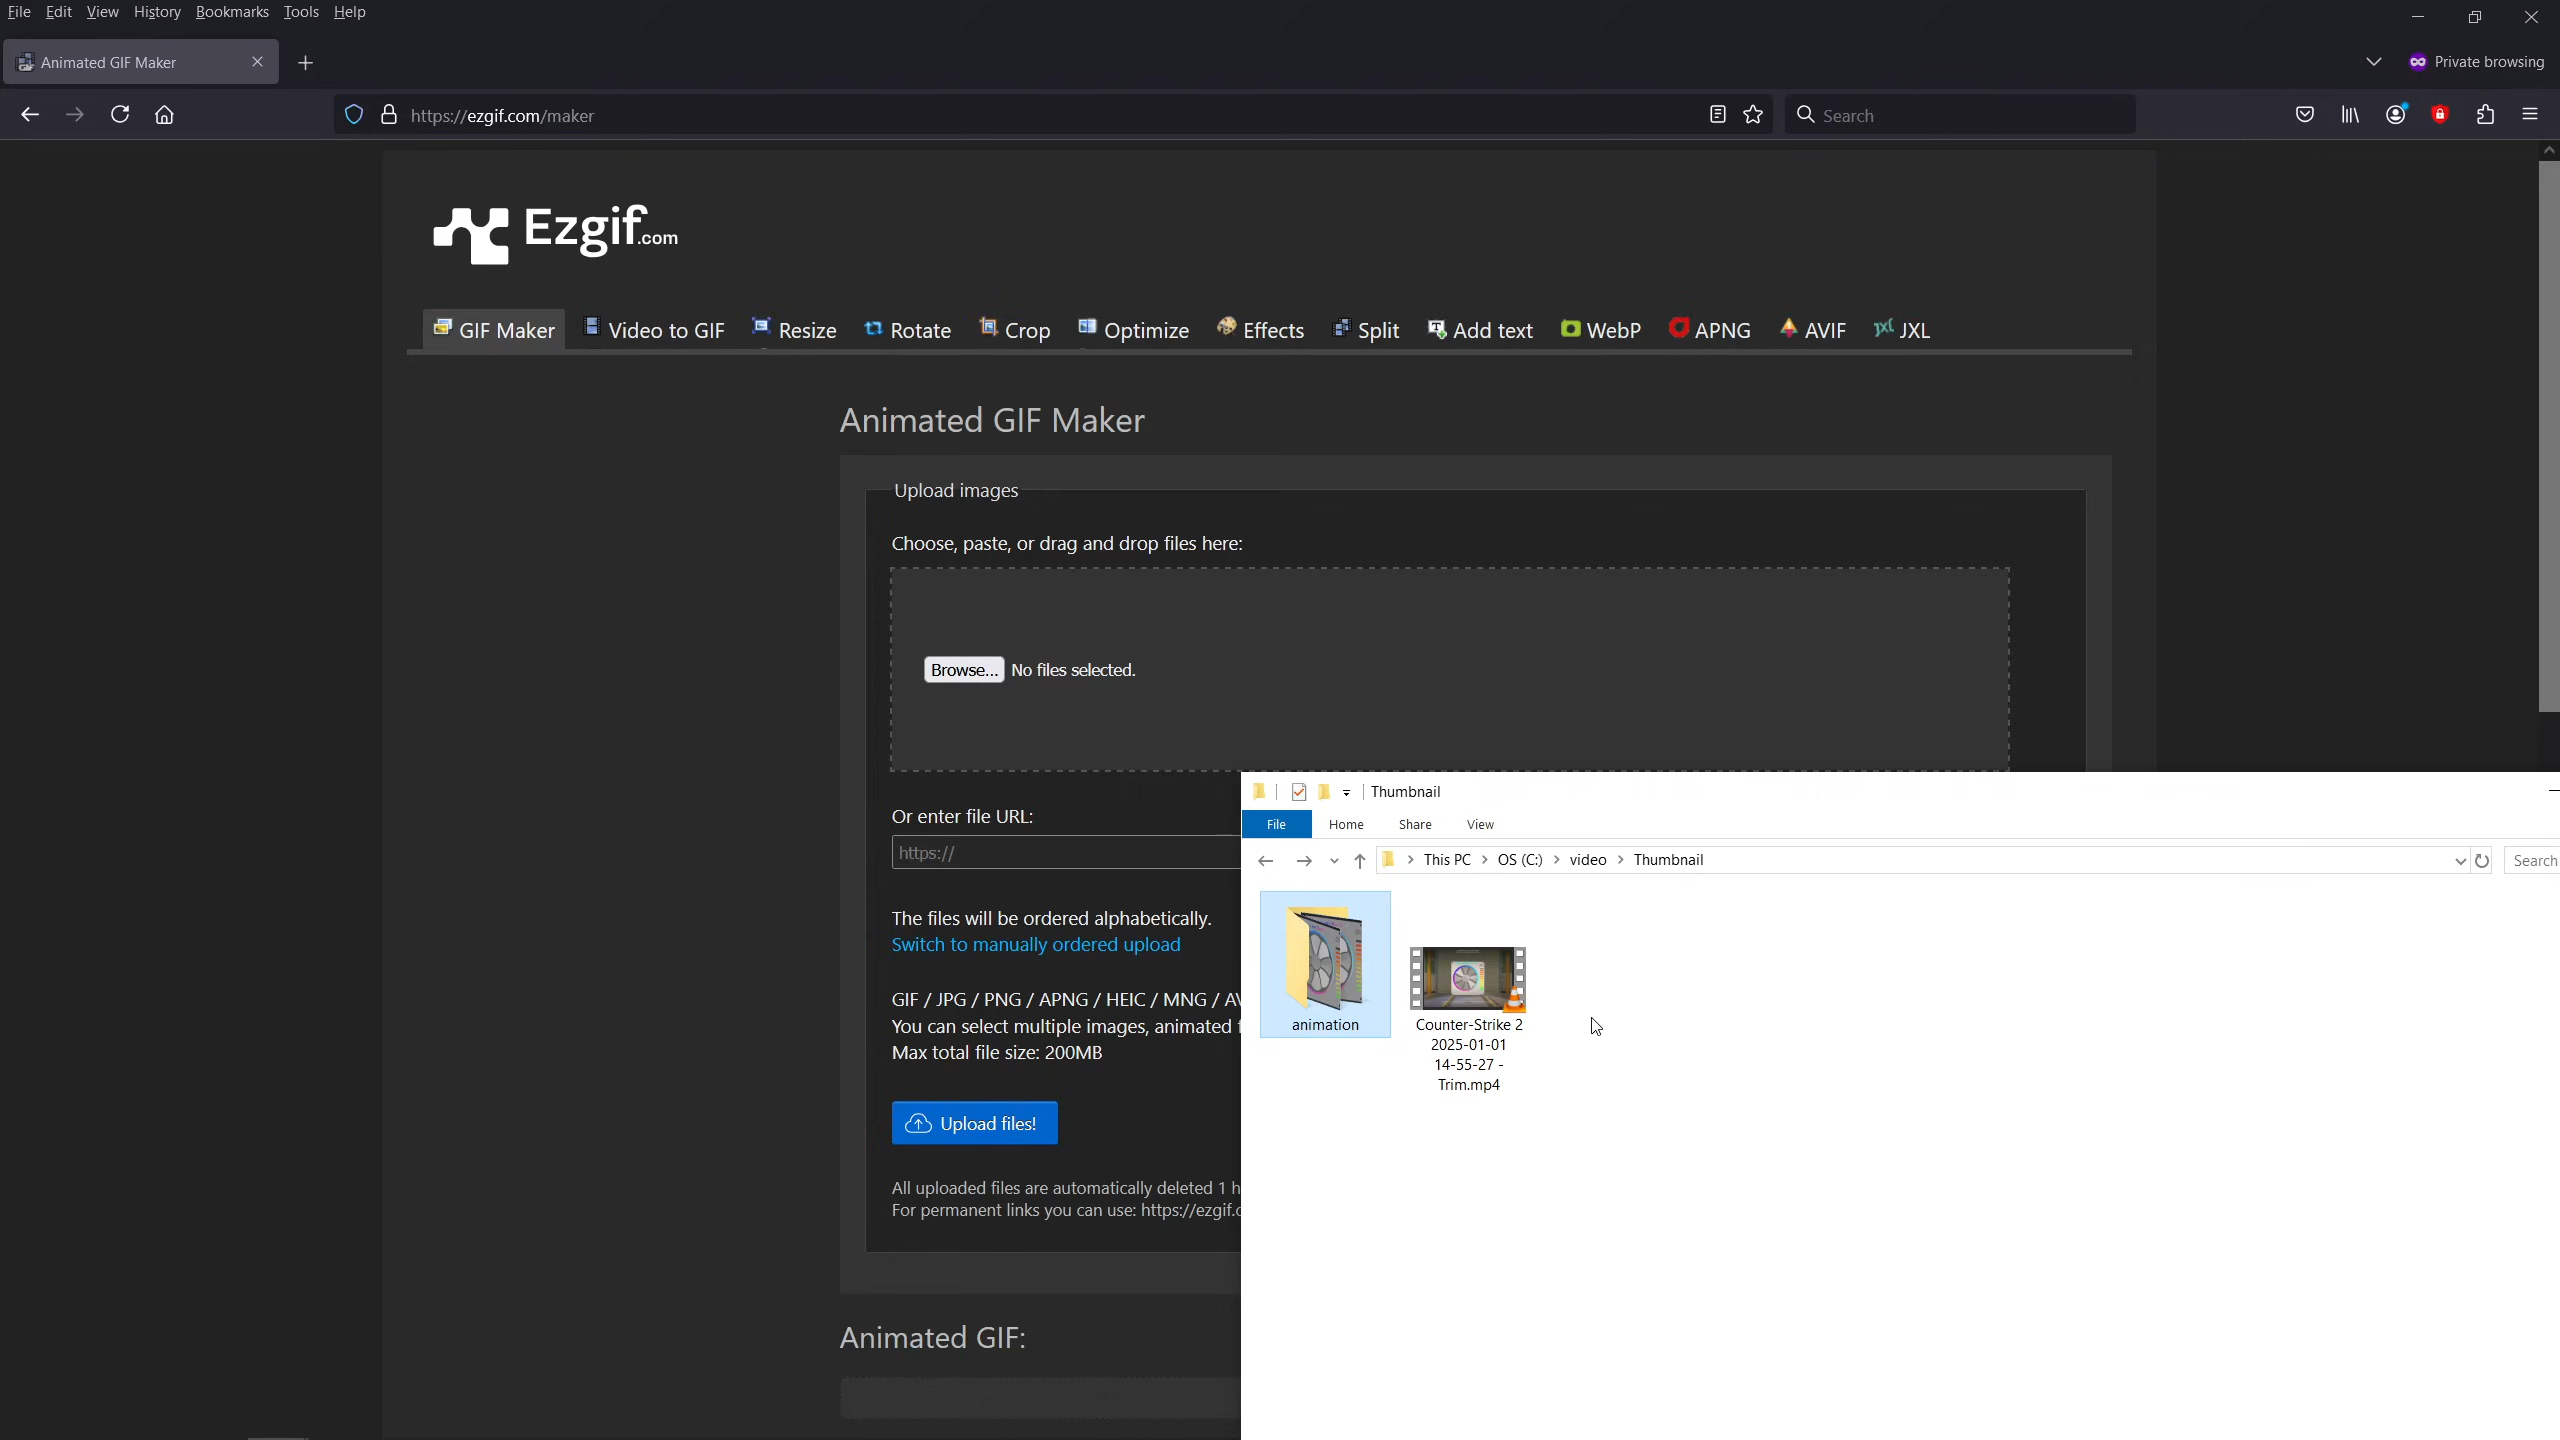 File Edit View History Bookmarks Tools Help
Animated GIF Maker
Private browsing
https://ezgif.com/maker
Search
Ezgif.com
GIF Maker Video to GIF Resize Rotate Crop Optimize Effects Split Add text WebP APNG AVIF JXL
Animated GIF Maker
Upload images
Choose, paste, or drag and drop files here:
Browse... No files selected.
Or enter file URL:
https://
The files will be ordered alphabetically.
Switch to manually ordered upload
GIF / JPG / PNG / APNG / HEIC / MNG /
You can select multiple images, animated
Max total file size: 200MB
Upload files!
All uploaded files are automatically deleted 1
For permanent links you can use: https://ezgif.
Animated GIF:
Thumbnail
File Home Share View
This PC > OS (C:) > video > Thumbnail
Search
animation
Counter-Strike 2
2025-01-01
14-55-27 -
Trim.mp4